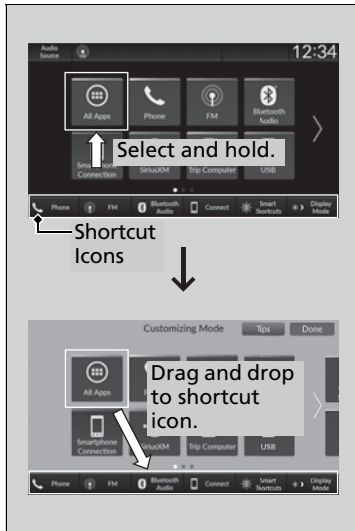 Audio
Source
12:34
All Apps
Phone
FM
Bluetooth
Audio
Select and hold.
Smartphone
Connection
SiriusXM
Trip Computer
USB
Phone
FM
Bluetooth
Audio
Connect
Smart
Shortcuts
Display
Mode
Shortcut
Icons
Customizing Mode
Tips
Done
All Apps
Drag and drop
to shortcut
icon.
Smartphone
Connection
SiriusXM
Trip Computer
USB
Phone
FM
Bluetooth
Audio
Connect
Smart
Shortcuts
Display
Mode